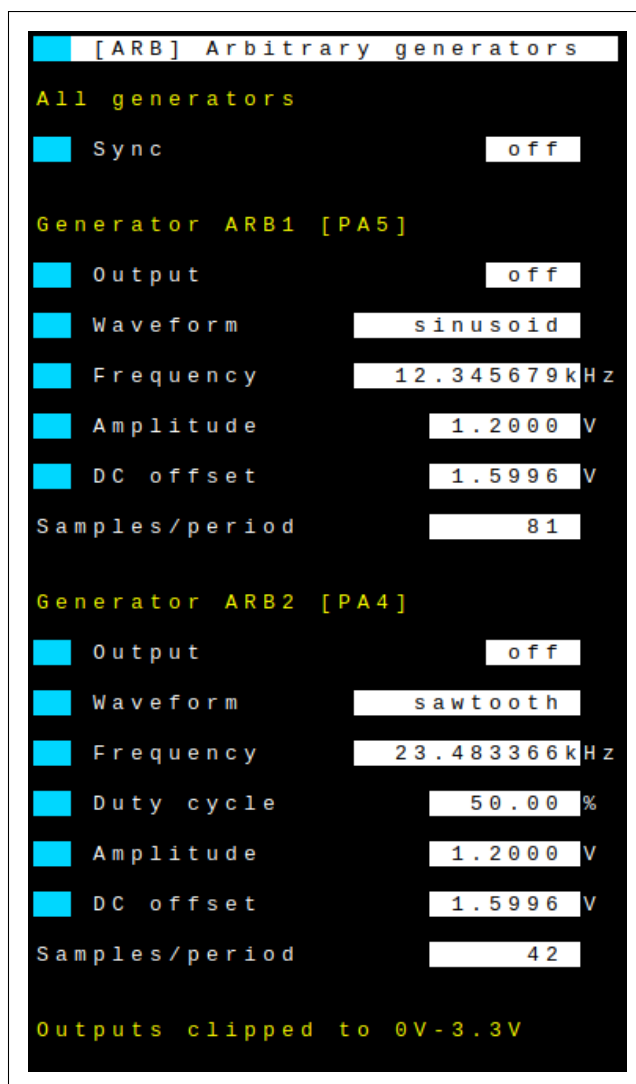 [ARB] Arbitrary generators
All generators
Sync off
Generator ARB1 [PA5]
Output off
Waveform sinusoid
Frequency 12.345679kHz
Amplitude 1.2000 V
DC offset 1.5996 V
Samples/period 81
Generator ARB2 [PA4]
Output off
Waveform sawtooth
Frequency 23.483366kHz
Duty cycle 50.00 %
Amplitude 1.2000 V
DC offset 1.5996 V
Samples/period 42
Outputs clipped to 0V-3.3V